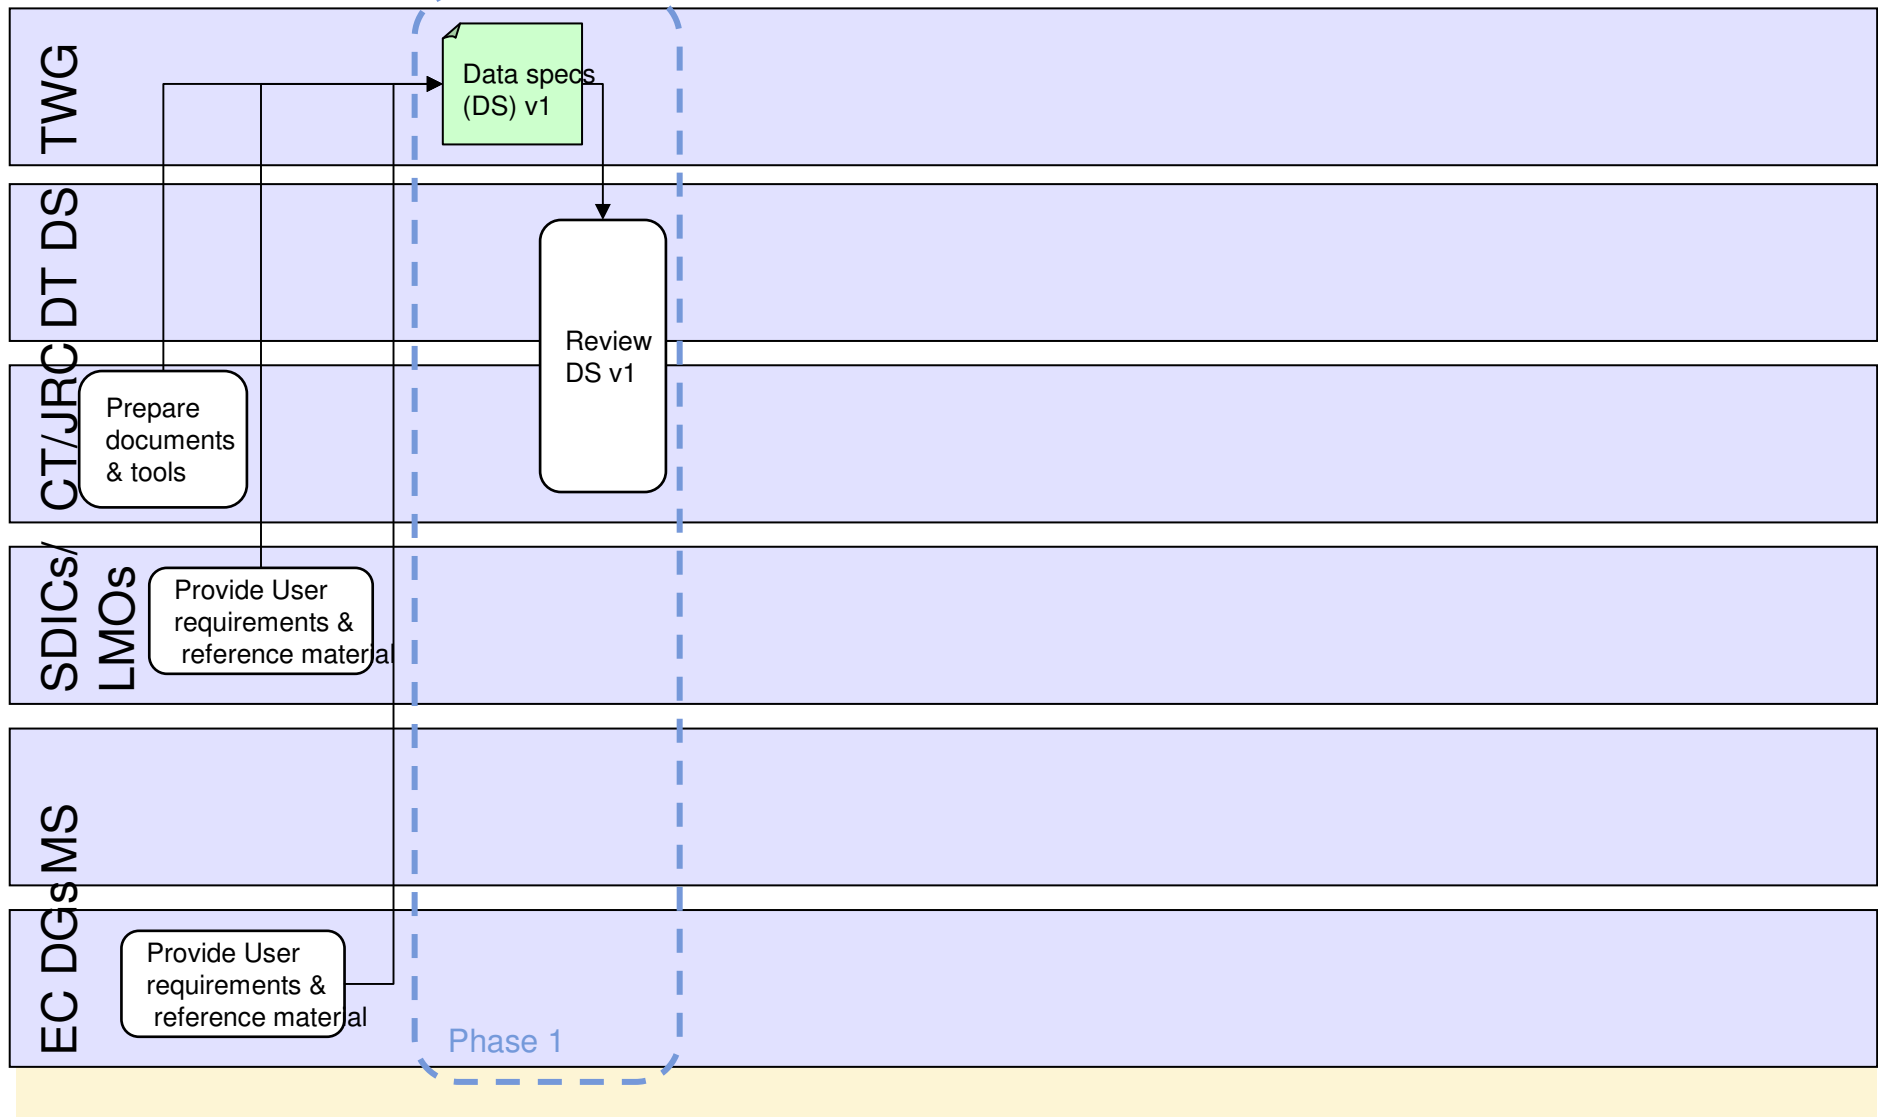 TWG
Data specs
(DS) v1
DT DS
Review
DS v1
CT/JRC
Prepare
documents
& tools
SDICs/
LMOs
Provide User
requirements &
reference material
MS
EC DGs
Provide User
requirements &
reference material
Phase 1